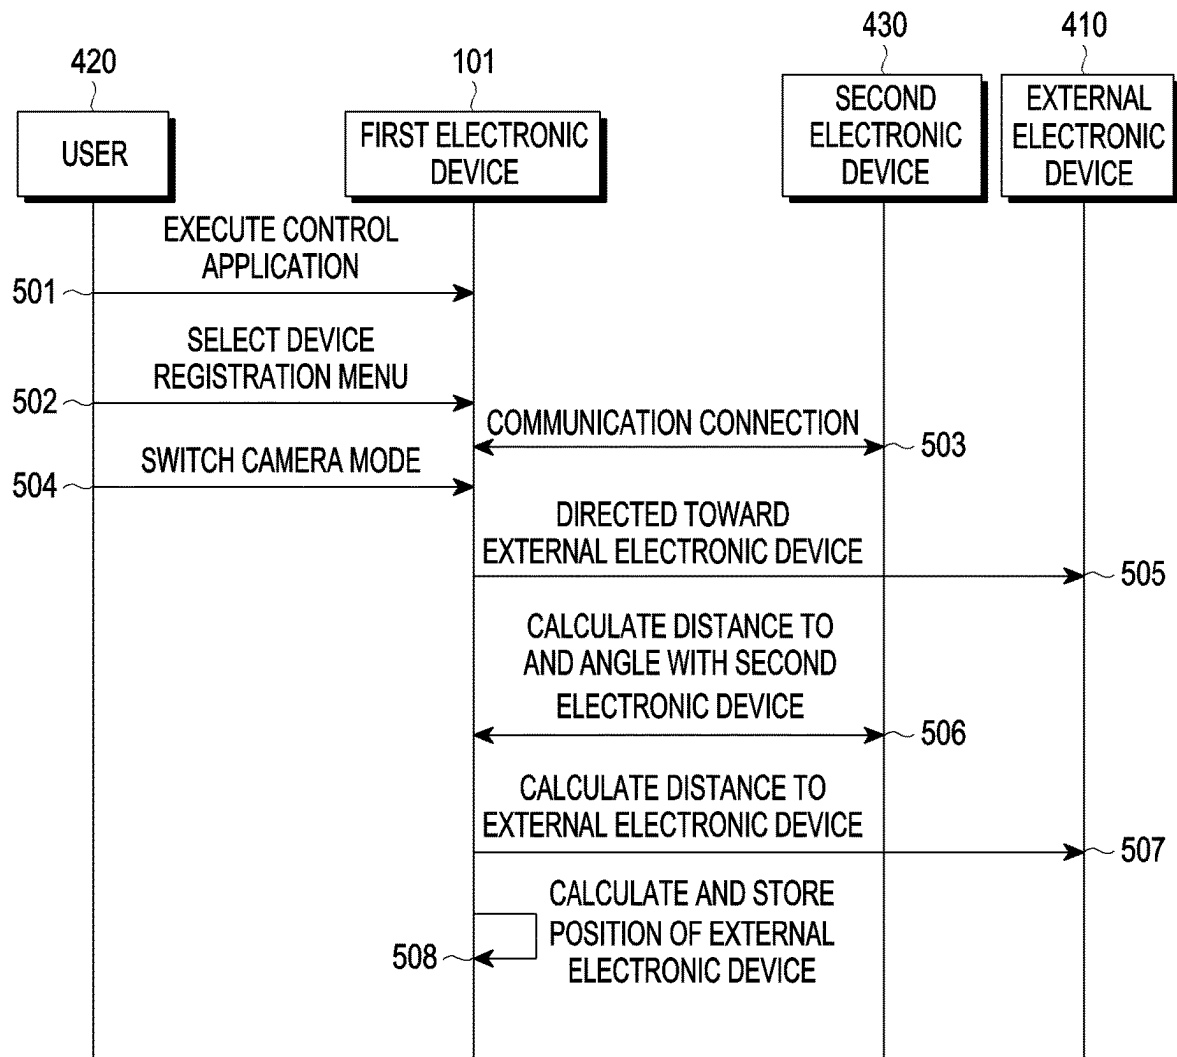 420
101
430
410
USER
FIRST ELECTRONIC
DEVICE
SECOND
ELECTRONIC
DEVICE
EXTERNAL
ELECTRONIC
DEVICE
EXECUTE CONTROL
APPLICATION
501
SELECT DEVICE
REGISTRATION MENU
502
COMMUNICATION CONNECTION
503
SWITCH CAMERA MODE
504
DIRECTED TOWARD
EXTERNAL ELECTRONIC DEVICE
505
CALCULATE DISTANCE TO
AND ANGLE WITH SECOND
ELECTRONIC DEVICE
506
CALCULATE DISTANCE TO
EXTERNAL ELECTRONIC DEVICE
507
CALCULATE AND STORE
POSITION OF EXTERNAL
ELECTRONIC DEVICE
508